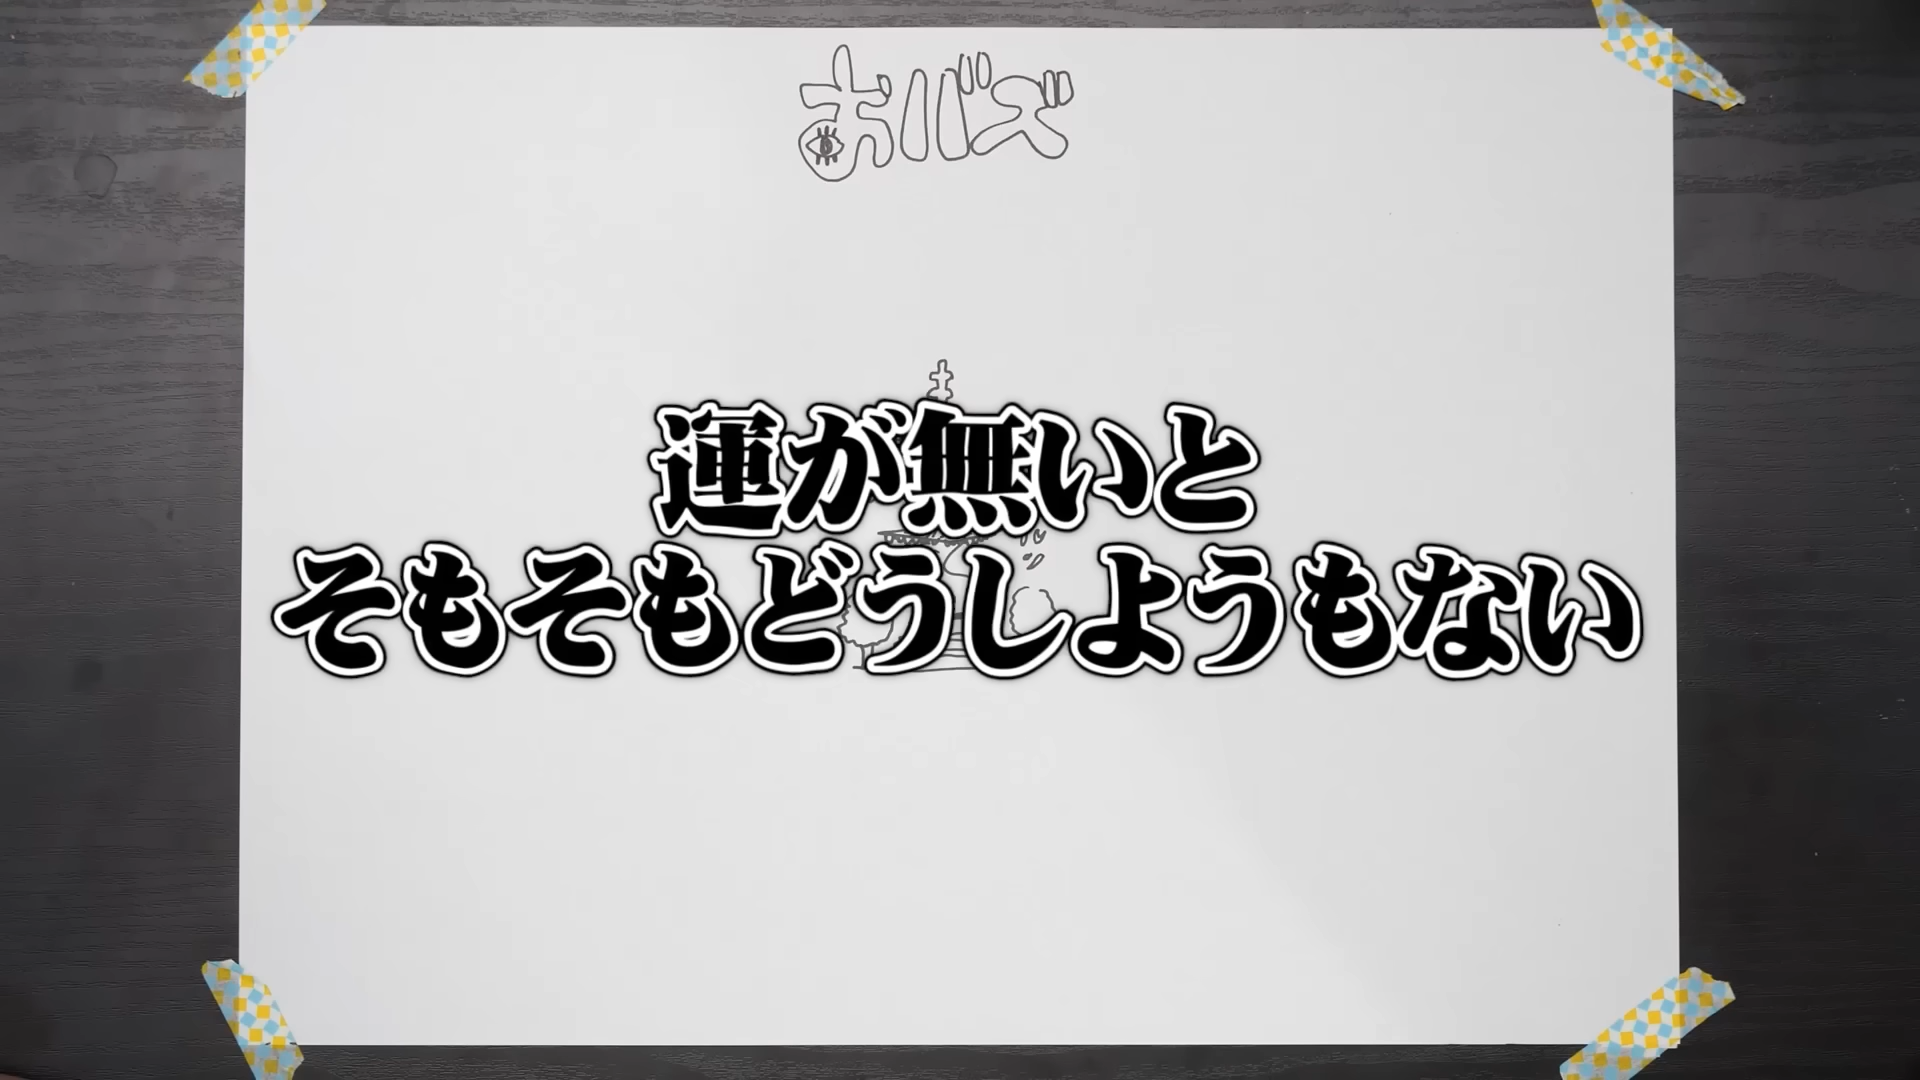 おバズ
運が無いと
そもそもどうしようもない